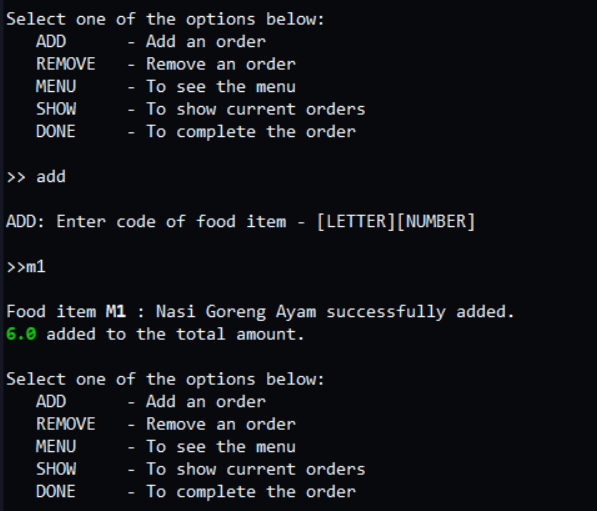 Select one of the options below:
ADD - Add an order
REMOVE - Remove an order
MENU - To see the menu
SHOW - To show current orders
DONE - To complete the order
>> add
ADD: Enter code of food item - [LETTER][NUMBER]
>>m1
Food item M1 : Nasi Goreng Ayam successfully added.
6.0 added to the total amount.
Select one of the options below:
ADD - Add an order
REMOVE - Remove an order
MENU - To see the menu
SHOW - To show current orders
DONE - To complete the order